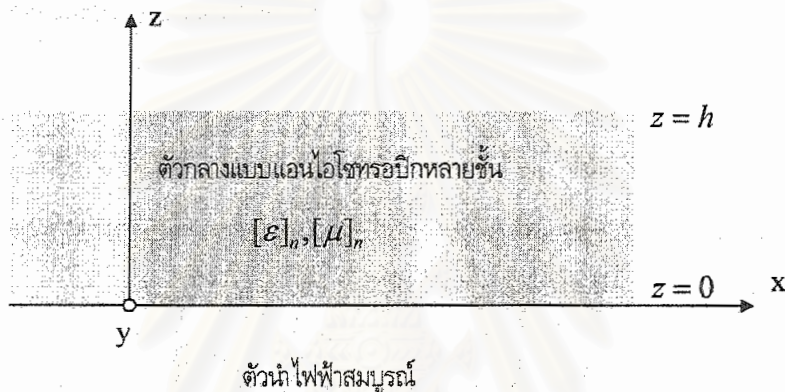 z
z = h
ตัวกลางแบบแอนไอโซทรอปิกหลายชั้น
[ε]ₙ,[μ]ₙ
z = 0
x
y
ตัวนำไฟฟ้าสมบูรณ์